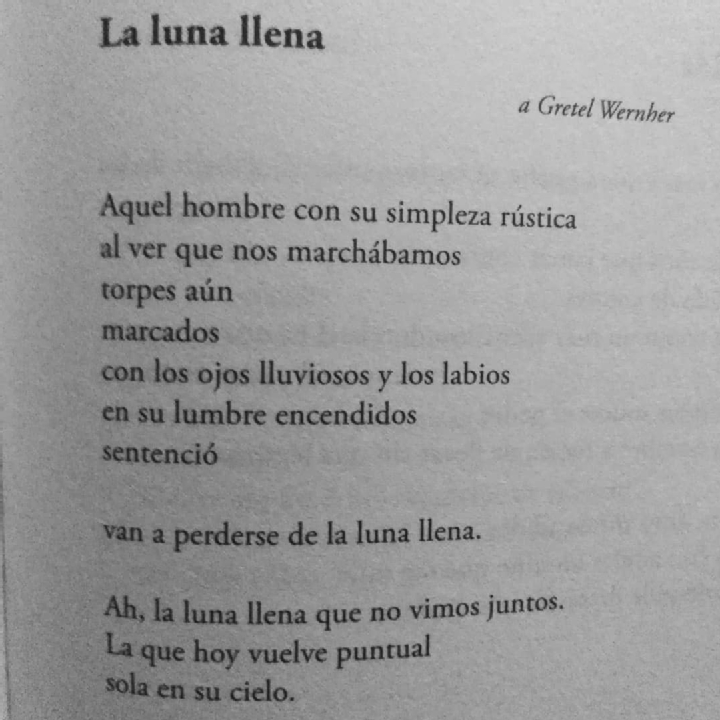 La luna llena
a Gretel Wernher
Aquel hombre con su simpleza rústica
al ver que nos marchábamos
torpes aún
marcados
con los ojos lluviosos y los labios
en su lumbre encendidos
sentenció
van a perderse de la luna llena.
Ah, la luna llena que no vimos juntos.
La que hoy vuelve puntual
sola en su cielo.